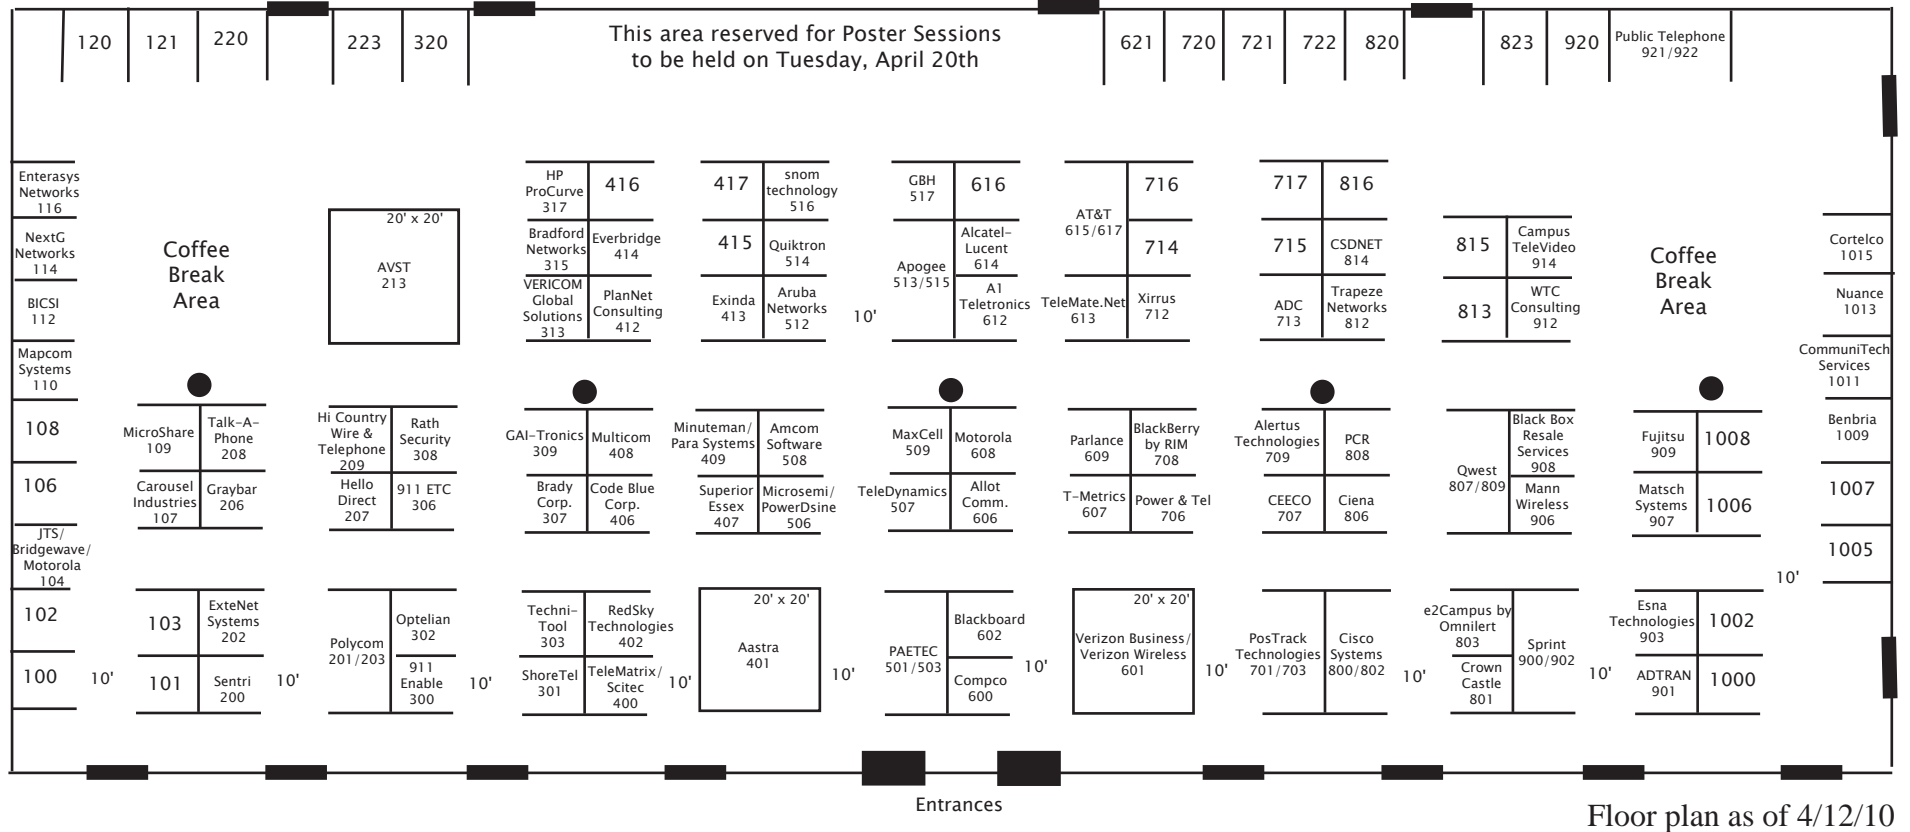 120
121
220
223
320
This area reserved for Poster Sessions
to be held on Tuesday, April 20th
621
720
721
722
820
823
920
Public Telephone
921/922
Enterasys
Networks
116
NextG
Networks
114
BICSI
112
Mapcom
Systems
110
108
106
JTS/
Bridgewave/
Motorola
104
102
100
Coffee
Break
Area
20' x 20'
AVST
213
HP
ProCurve
317
416
Bradford
Networks
315
Everbridge
414
VERICOM
Global
Solutions
313
PlanNet
Consulting
412
417
snom
technology
516
415
Quiktron
514
Exinda
413
Aruba
Networks
512
10'
GBH
517
616
Apogee
513/515
Alcatel-
Lucent
614
A1
Teletronics
612
AT&T
615/617
716
714
TeleMate.Net
613
Xirrus
712
717
816
715
CSDNET
814
ADC
713
Trapeze
Networks
812
815
Campus
TeleVideo
914
813
WTC
Consulting
912
Coffee
Break
Area
Cortelco
1015
Nuance
1013
CommuniTech
Services
1011
Benbria
1009
1007
1005
MicroShare
109
Talk-A-
Phone
208
Carousel
Industries
107
Graybar
206
Hi Country
Wire &
Telephone
209
Rath
Security
308
Hello
Direct
207
911 ETC
306
GAI-Tronics
309
Multicom
408
Brady
Corp.
307
Code Blue
Corp.
406
Minuteman/
Para Systems
409
Amcom
Software
508
Superior
Essex
407
Microsemi/
PowerDsine
506
MaxCell
509
Motorola
608
TeleDynamics
507
Allot
Comm.
606
Parlance
609
BlackBerry
by RIM
708
T-Metrics
607
Power & Tel
706
Alertus
Technologies
709
PCR
808
CEECO
707
Ciena
806
Qwest
807/809
Black Box
Resale
Services
908
Mann
Wireless
906
Fujitsu
909
1008
Matsch
Systems
907
1006
10'
10'
103
ExteNet
Systems
202
101
Sentri
200
10'
Polycom
201/203
Optelian
302
911
Enable
300
10'
Techni-
Tool
303
RedSky
Technologies
402
ShoreTel
301
TeleMatrix/
Scitec
400
10'
20' x 20'
Aastra
401
10'
PAETEC
501/503
Blackboard
602
Compco
600
10'
20' x 20'
Verizon Business/
Verizon Wireless
601
10'
PosTrack
Technologies
701/703
Cisco
Systems
800/802
10'
e2Campus by
Omnilert
803
Crown
Castle
801
Sprint
900/902
10'
Esna
Technologies
903
1002
ADTRAN
901
1000
Entrances
Floor plan as of 4/12/10